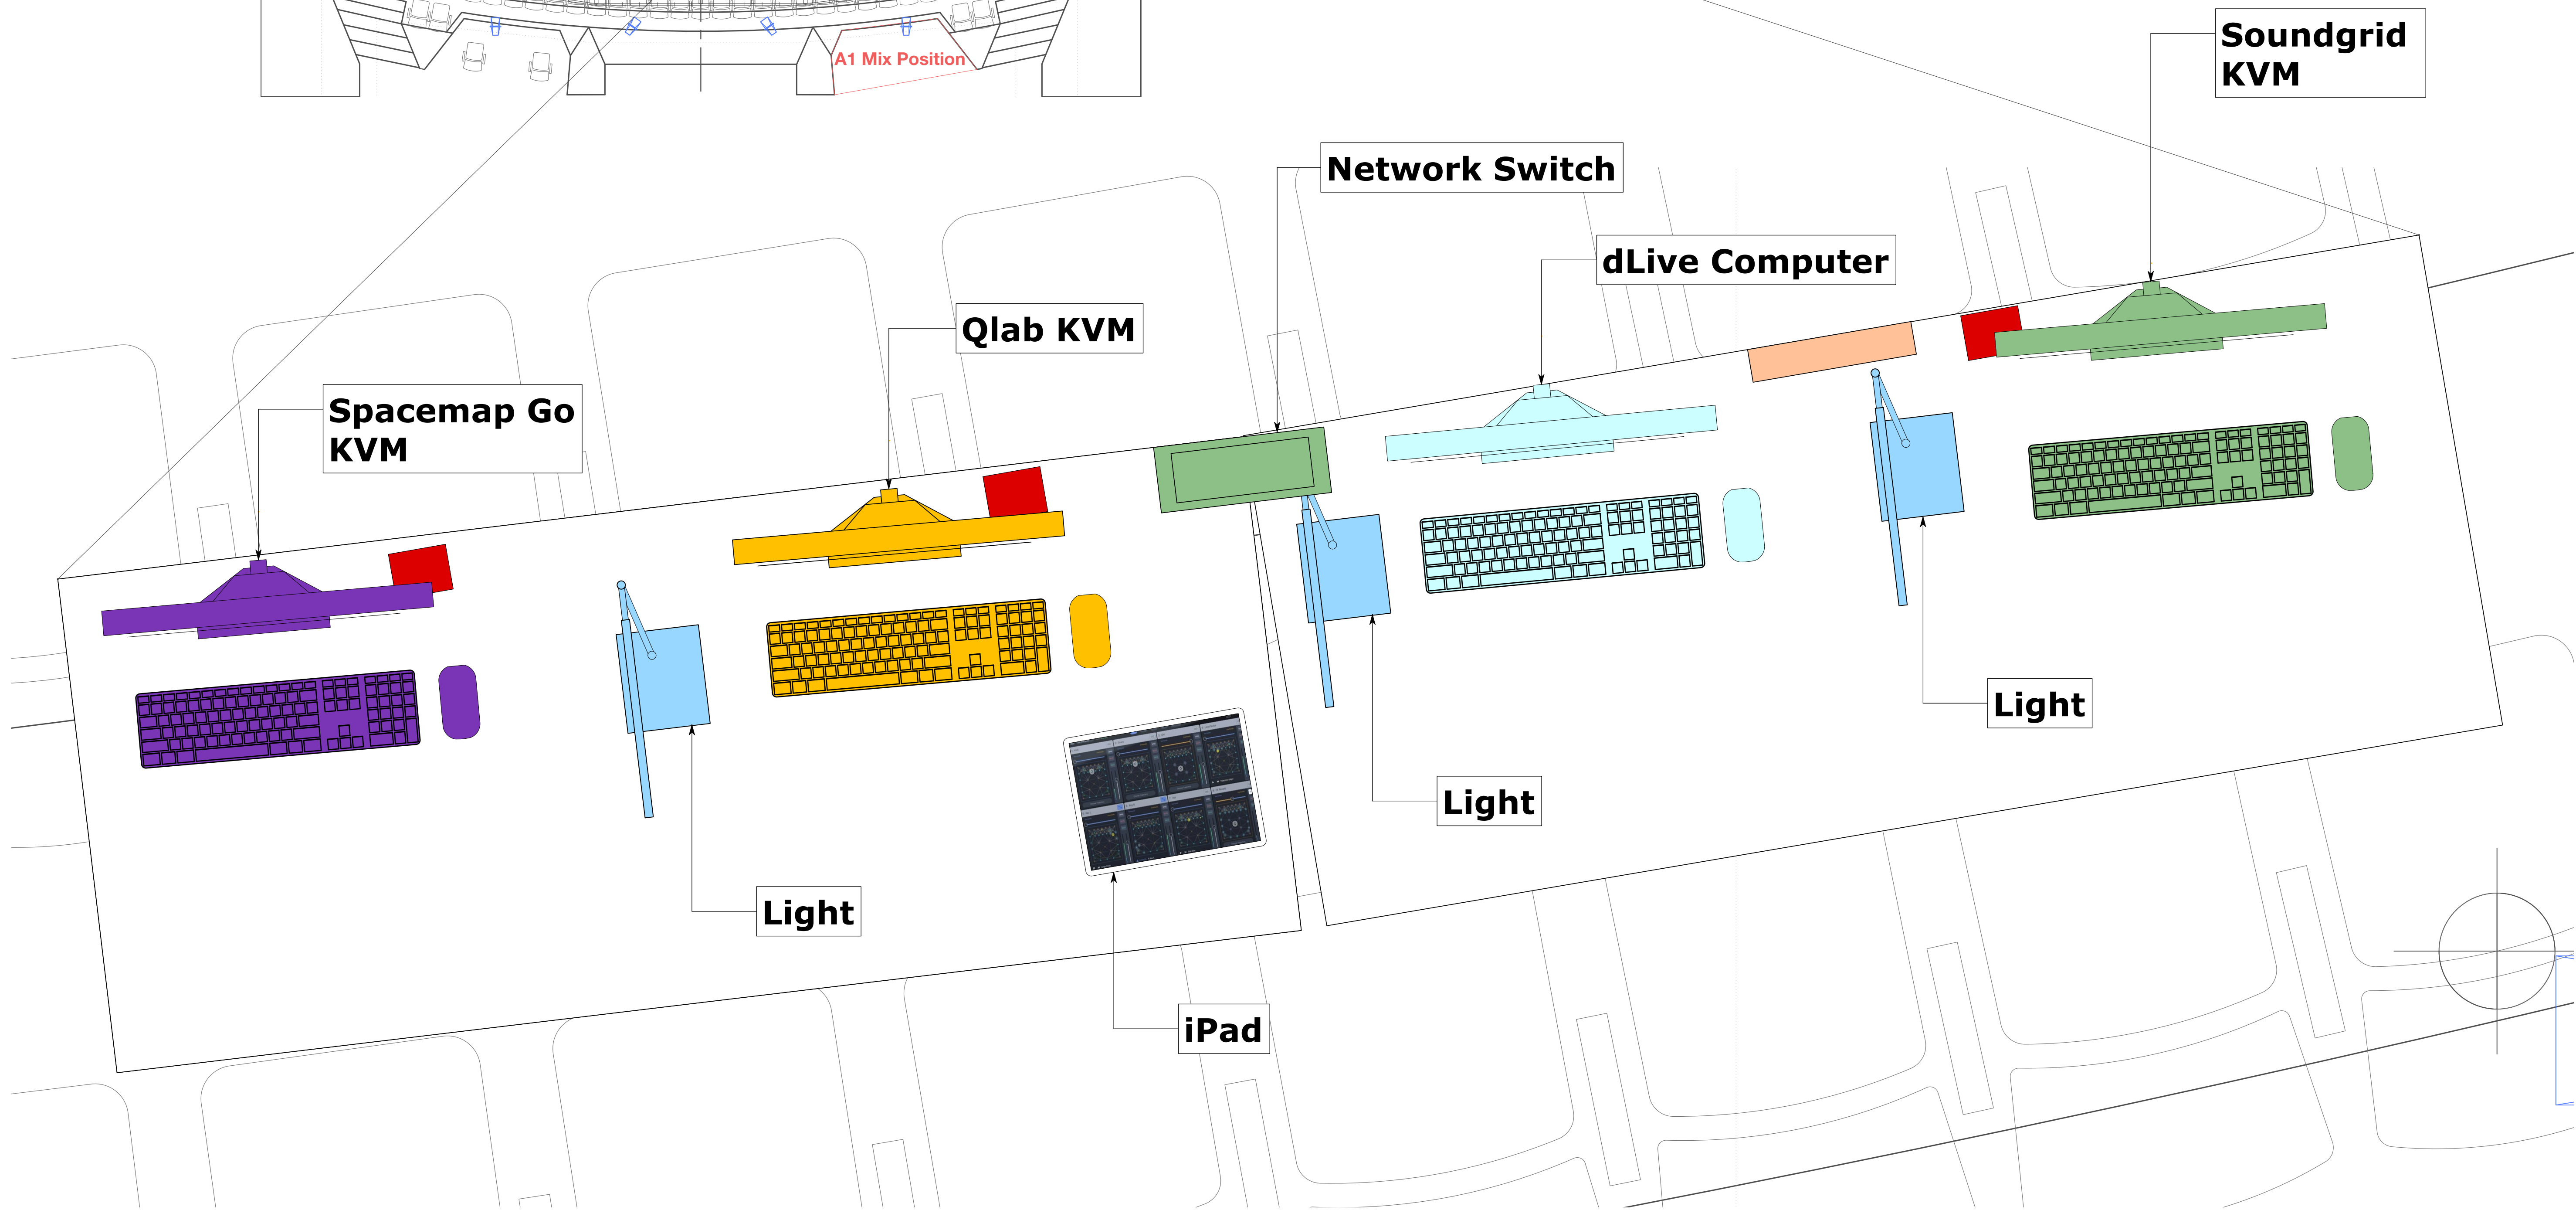 A1 Mix Position
Soundgrid
KVM
Network Switch
dLive Computer
Qlab KVM
Spacemap Go
KVM
Light
Light
Light
iPad